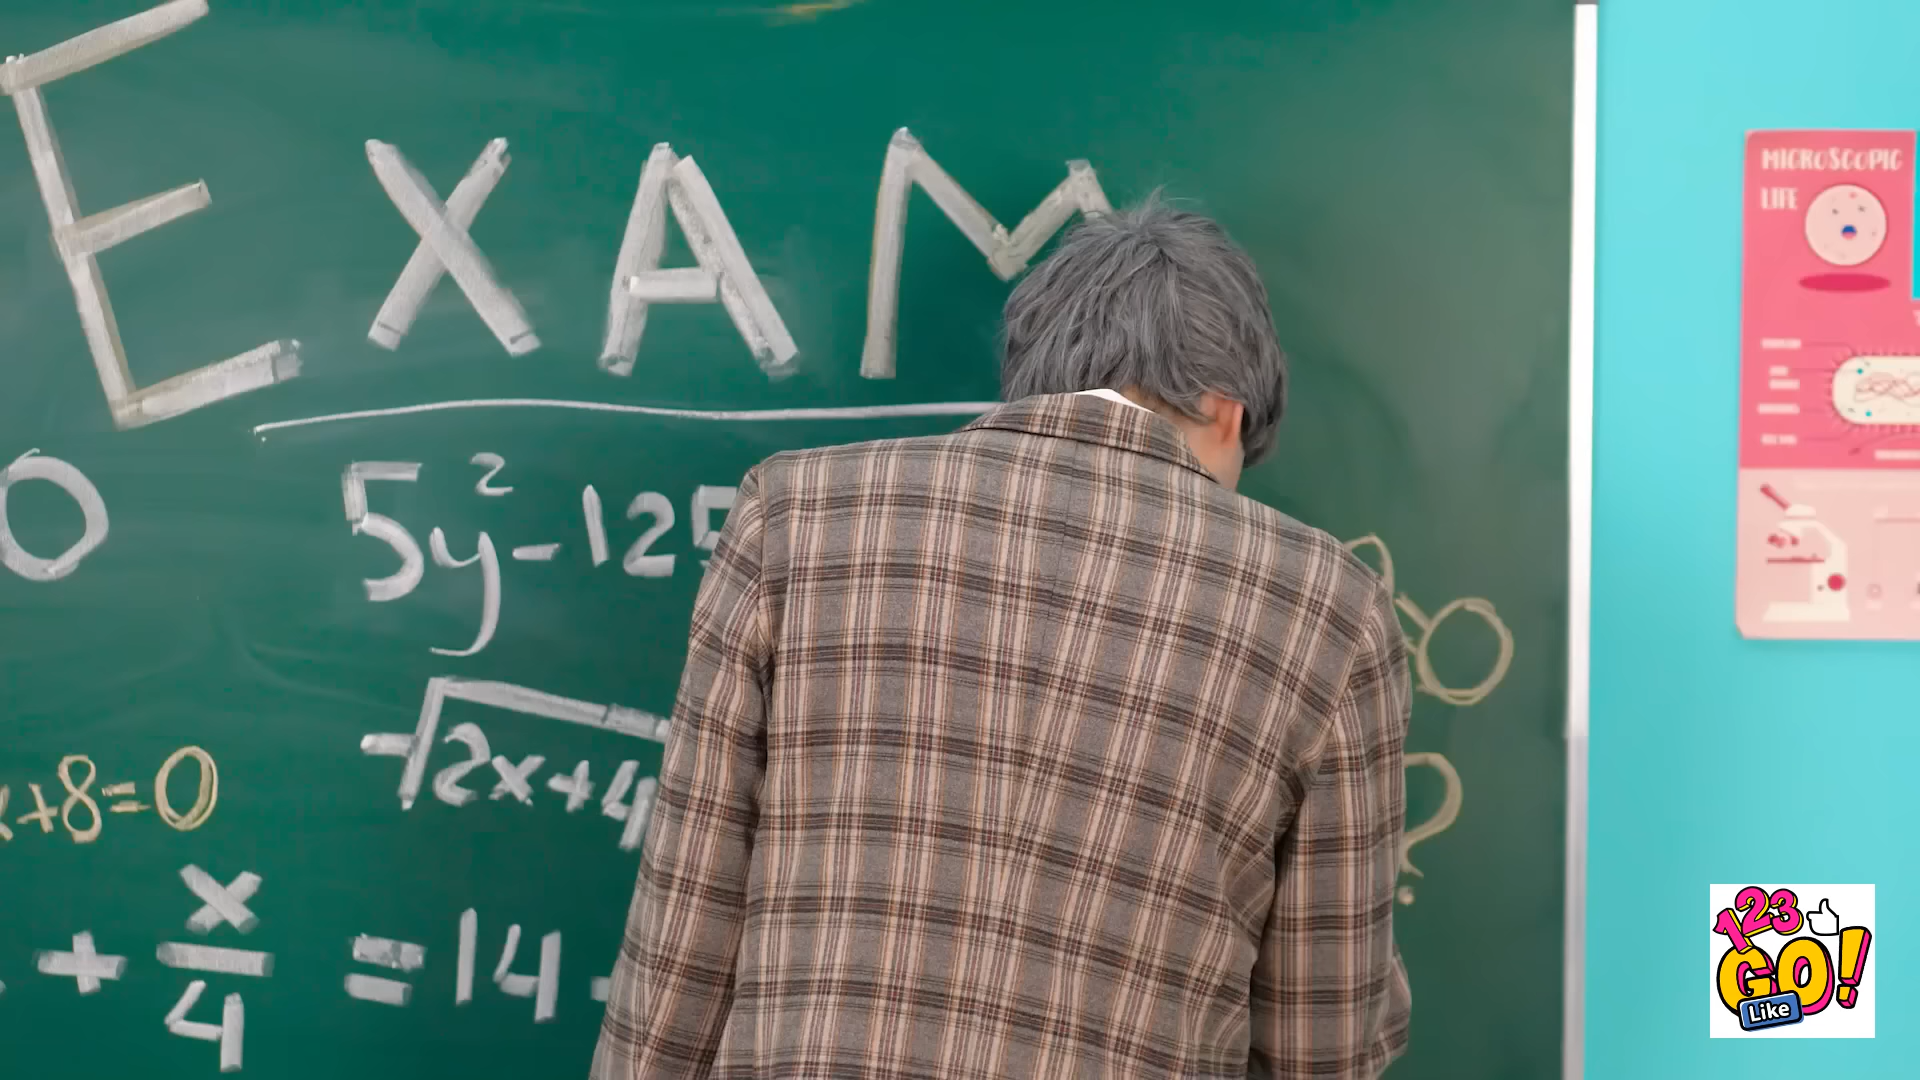 EXAM
MICROSCOPIC
LIFE
0
5y²-125
√2x+4
x+8=0
+ x/4 = 14 -
?
123
GO!
Like